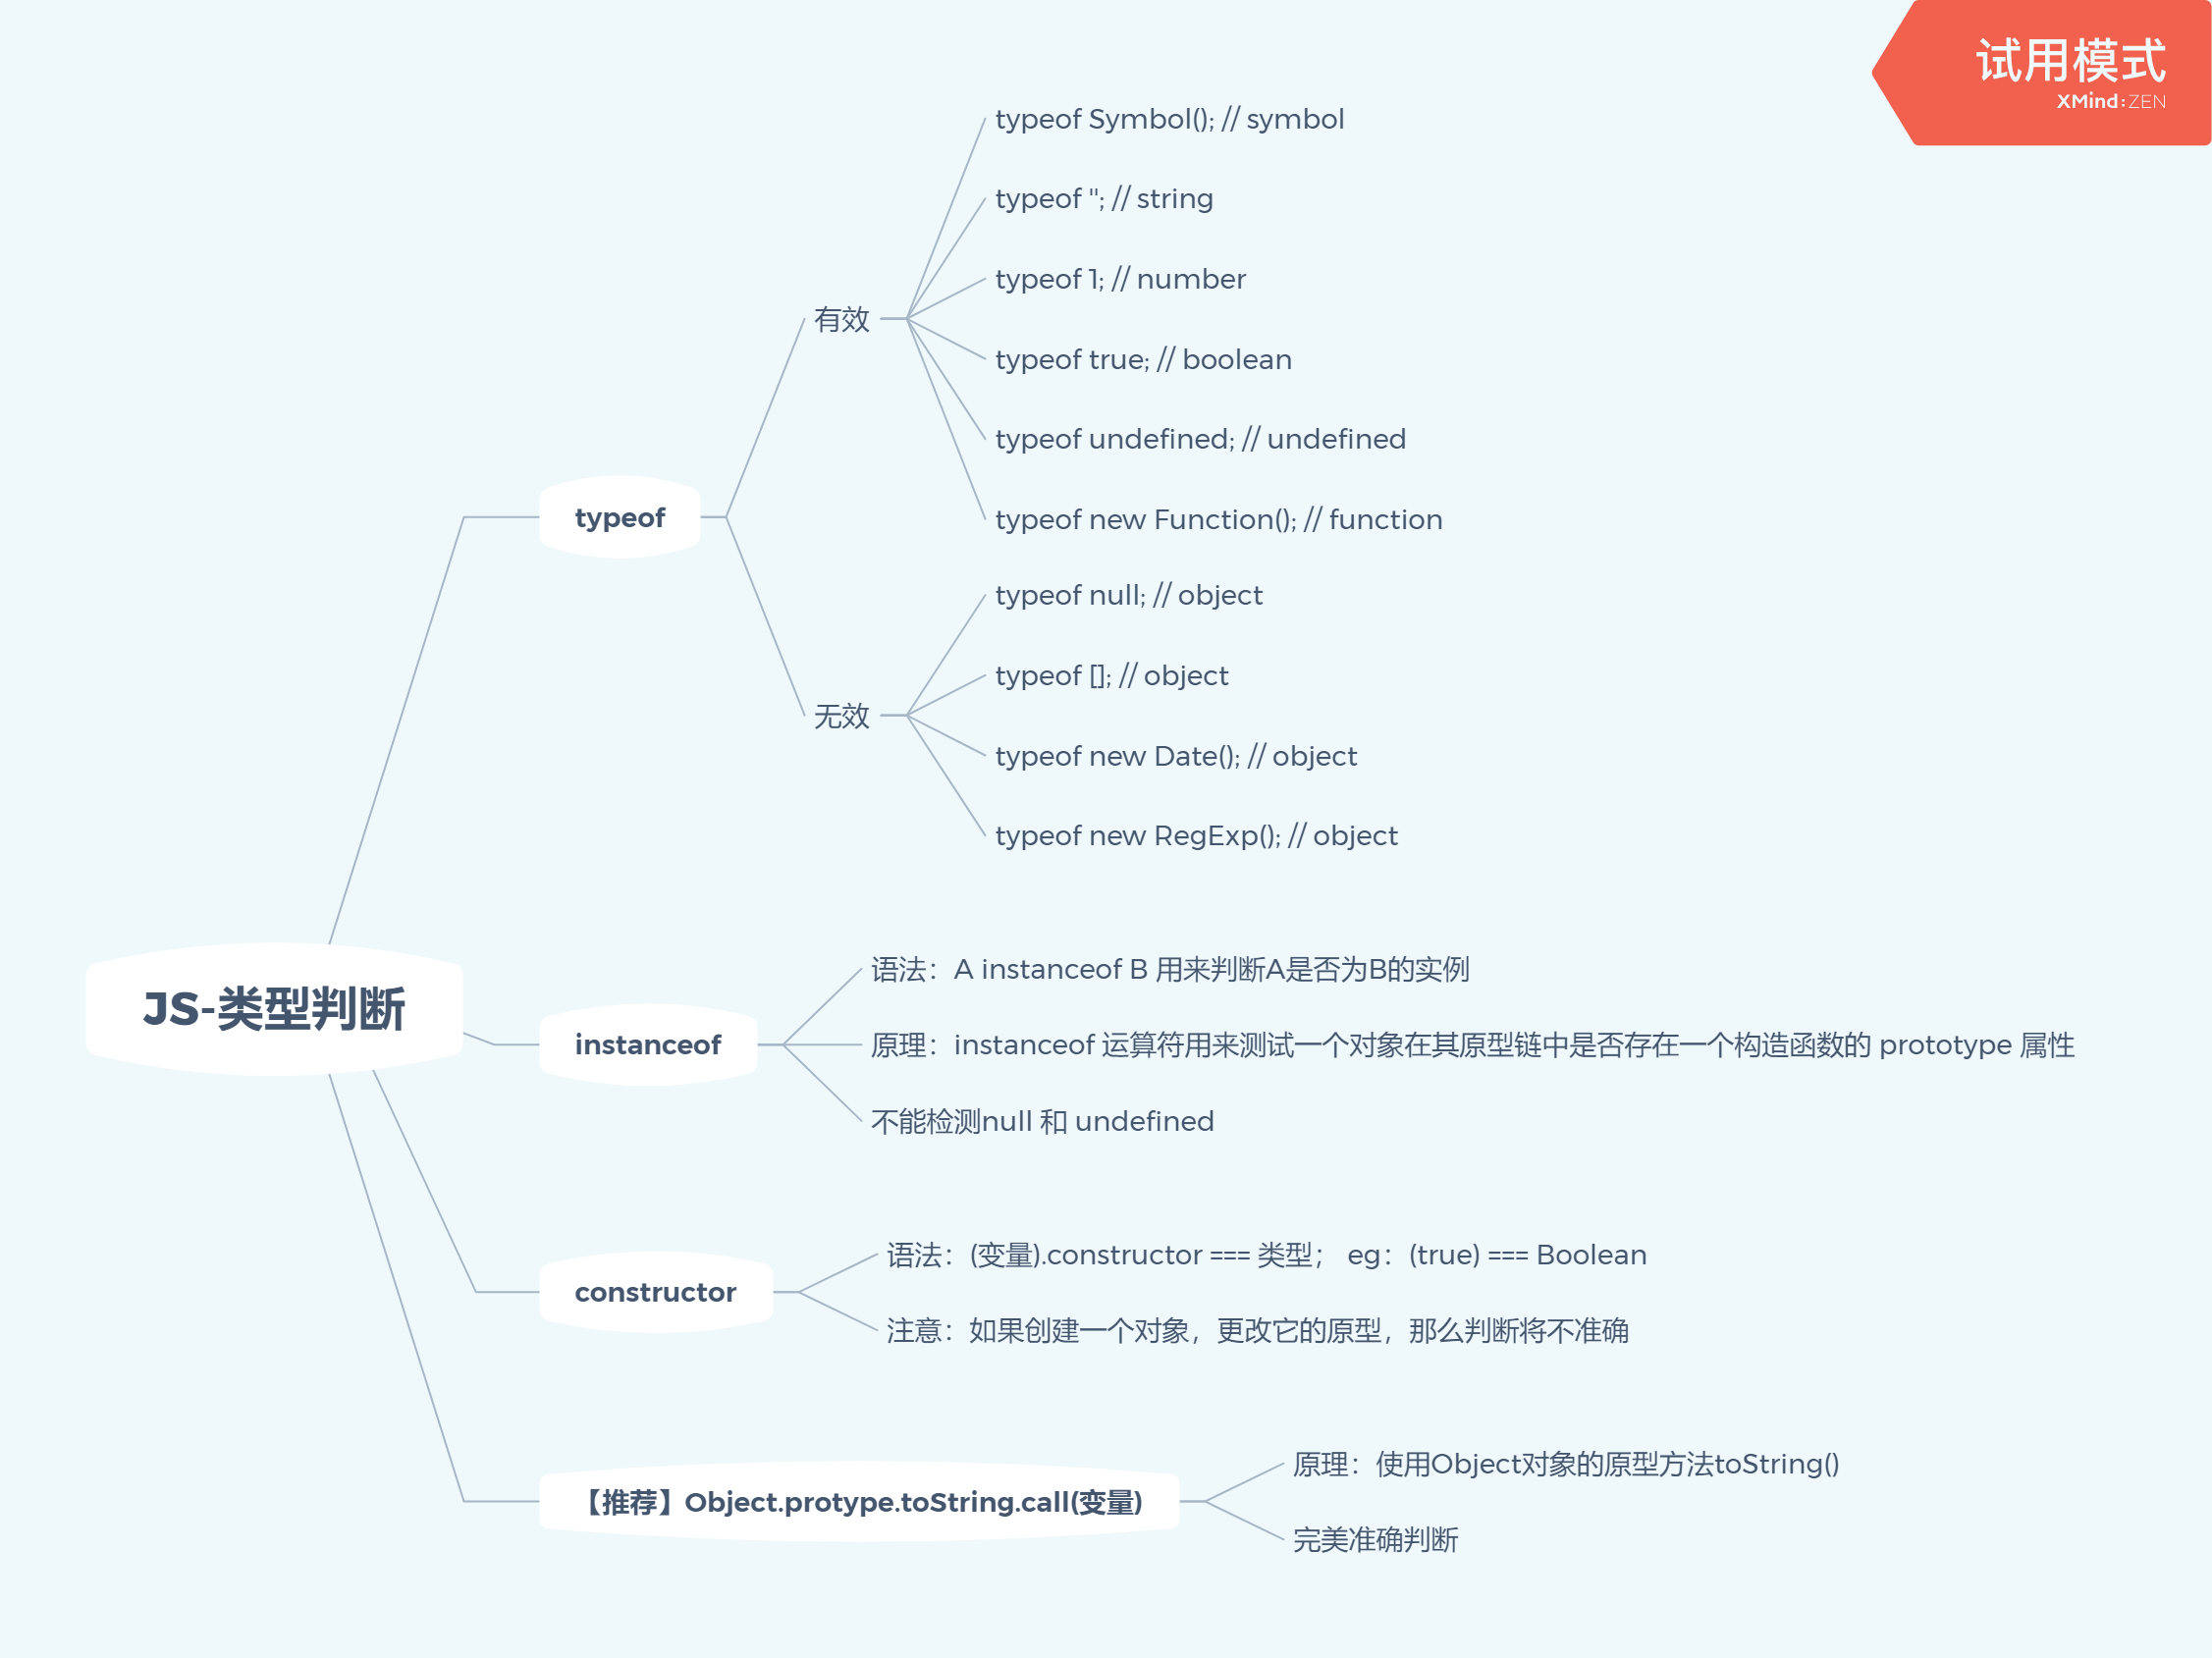 试用模式
XMind:ZEN
typeof Symbol(); // symbol
typeof ''; // string
typeof 1; // number
有效
typeof true; // boolean
typeof undefined; // undefined
typeof
typeof new Function(); // function
typeof null; // object
typeof []; // object
无效
typeof new Date(); // object
typeof new RegExp(); // object
JS-类型判断
语法：A instanceof B 用来判断A是否为B的实例
instanceof
原理：instanceof 运算符用来测试一个对象在其原型链中是否存在一个构造函数的 prototype 属性
不能检测null 和 undefined
语法：(变量).constructor === 类型； eg：(true) === Boolean
constructor
注意：如果创建一个对象，更改它的原型，那么判断将不准确
原理：使用Object对象的原型方法toString()
【推荐】Object.protype.toString.call(变量)
完美准确判断